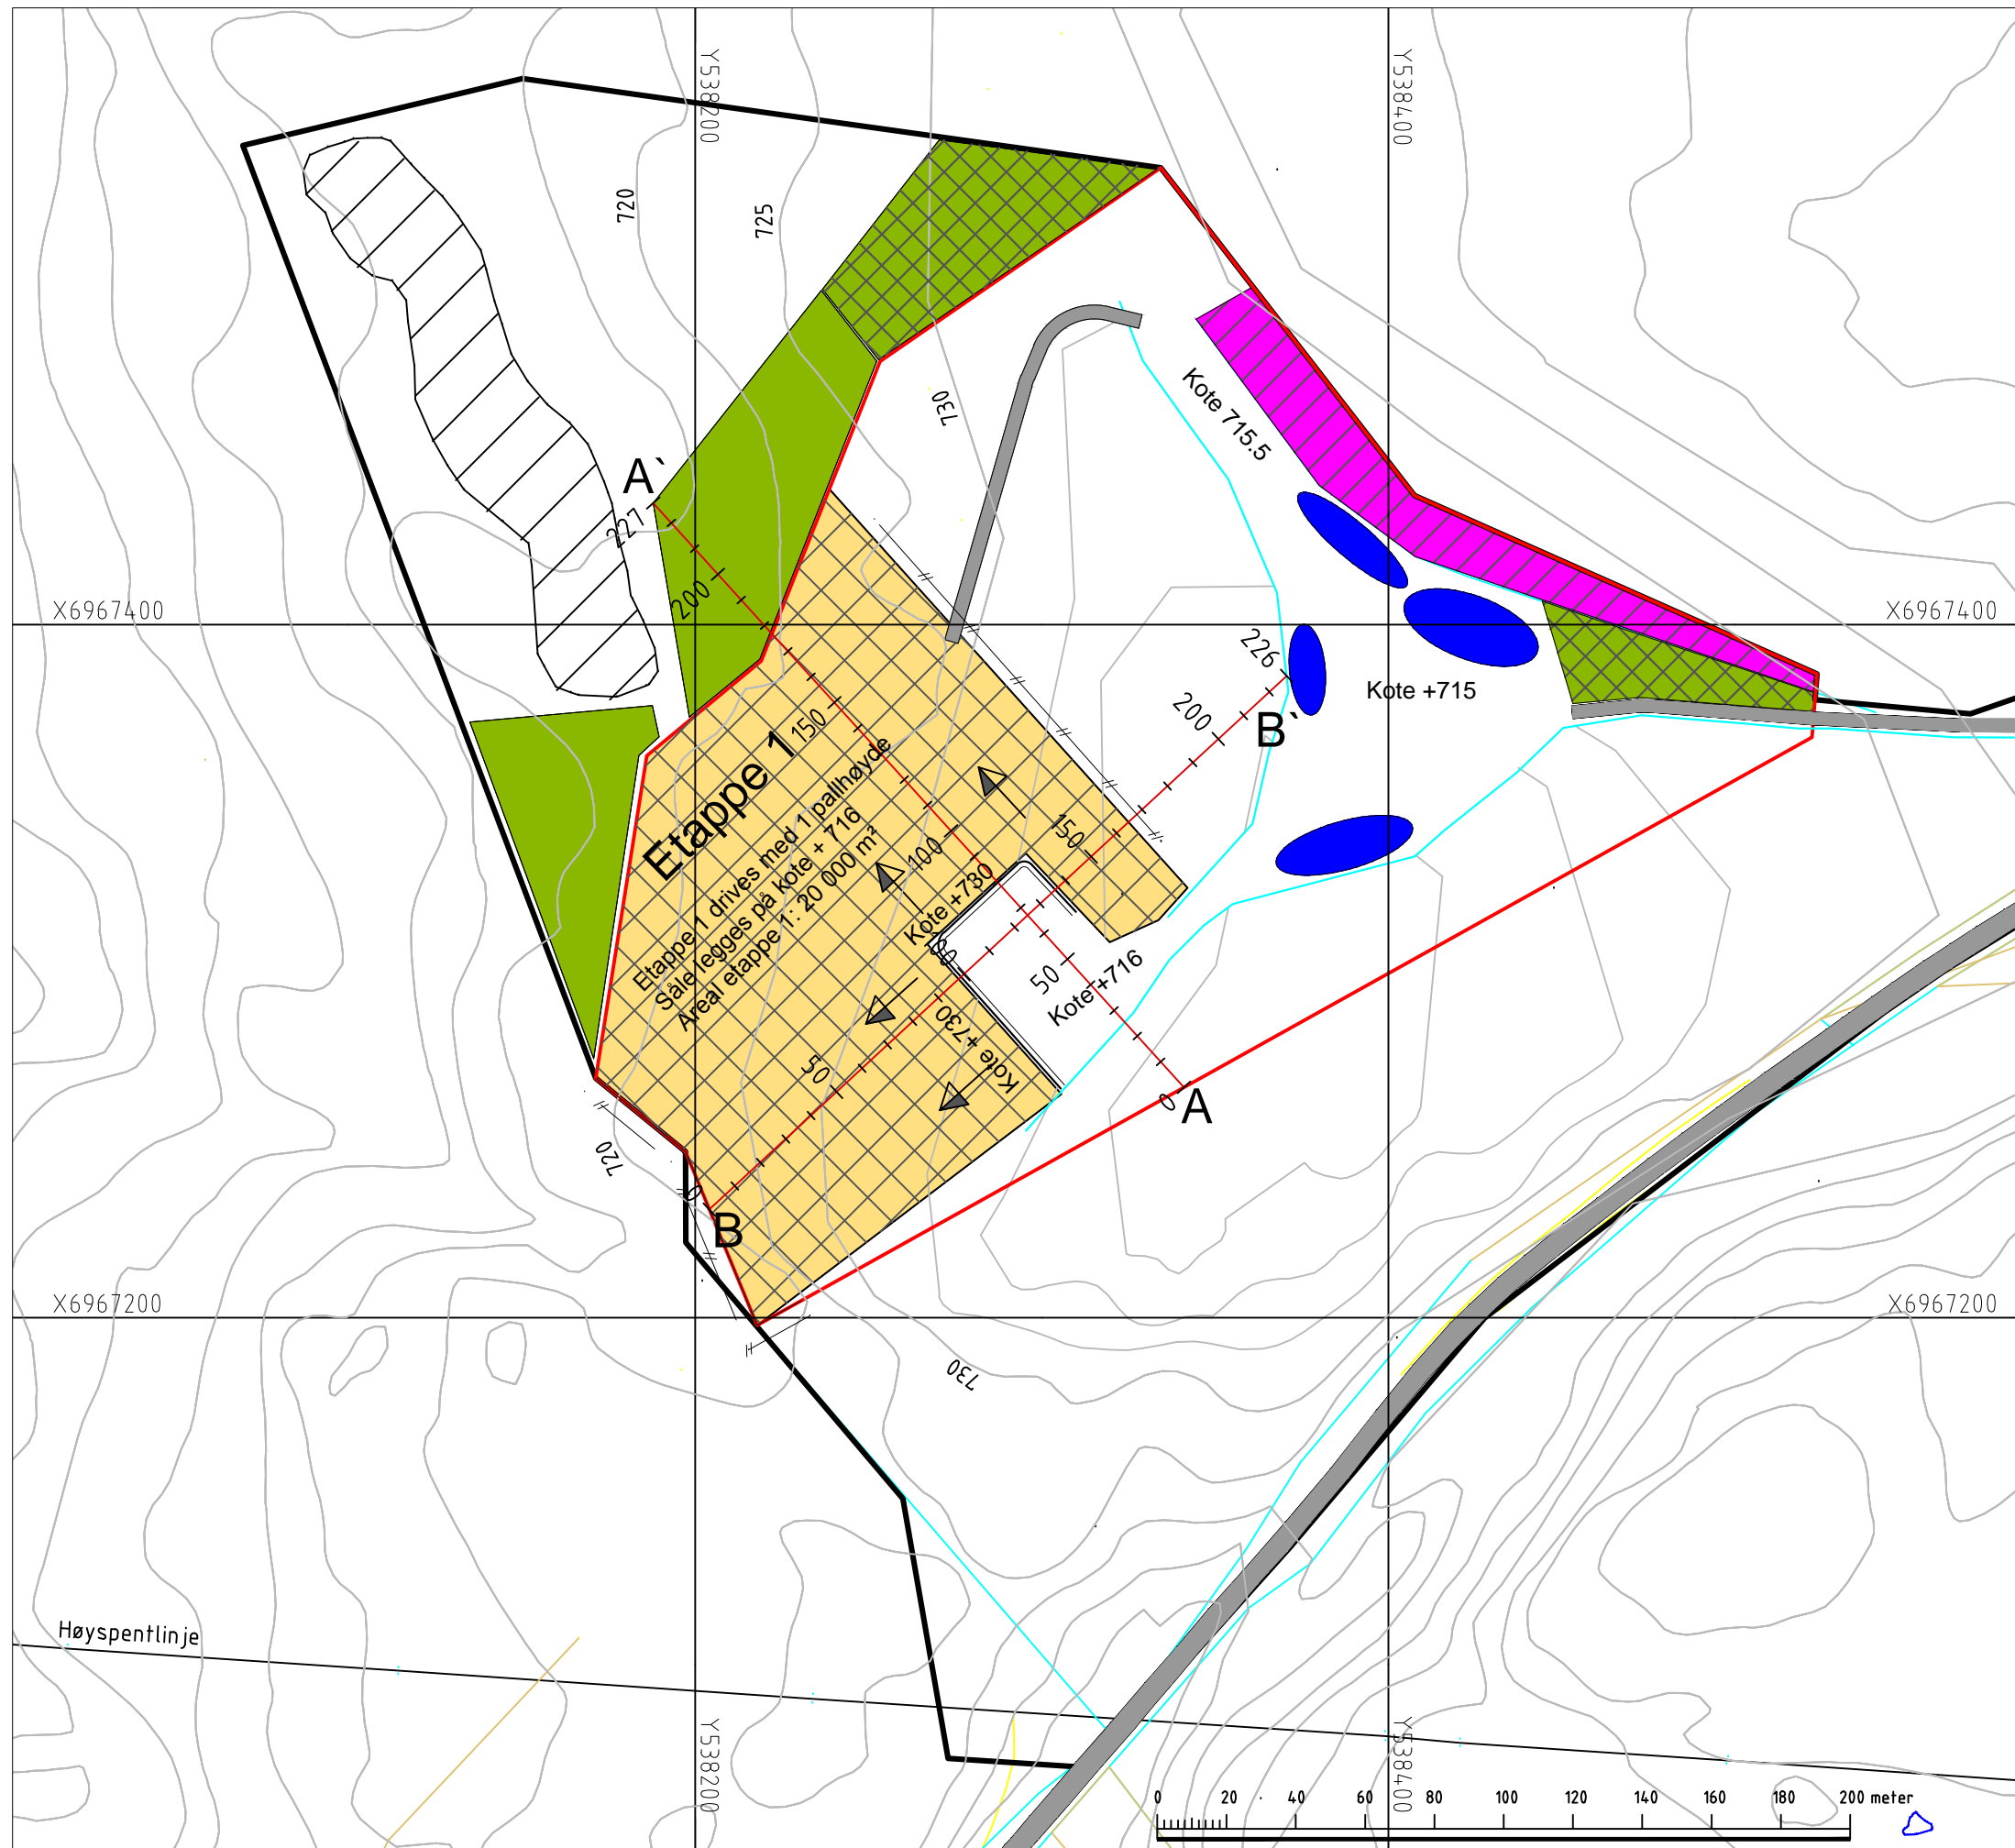 Y538200
Y538400
720
725
730
A`
227
200
Kote 715.5
X6967400
X6967400
226
200
B`
Kote +715
150
Etappe 1
Etappe 1 drives med 1 pallhøyde
Såle legges på kote + 716
Areal etappe 1: 20 000 m²
100
150
Kote +730
100
50
Kote +716
Kote +730
50
0
A
720
0
B
X6967200
X6967200
730
Høyspentlinje
Y538200
Y538400
0 20 40 60 80 100 120 140 160 180 200 meter